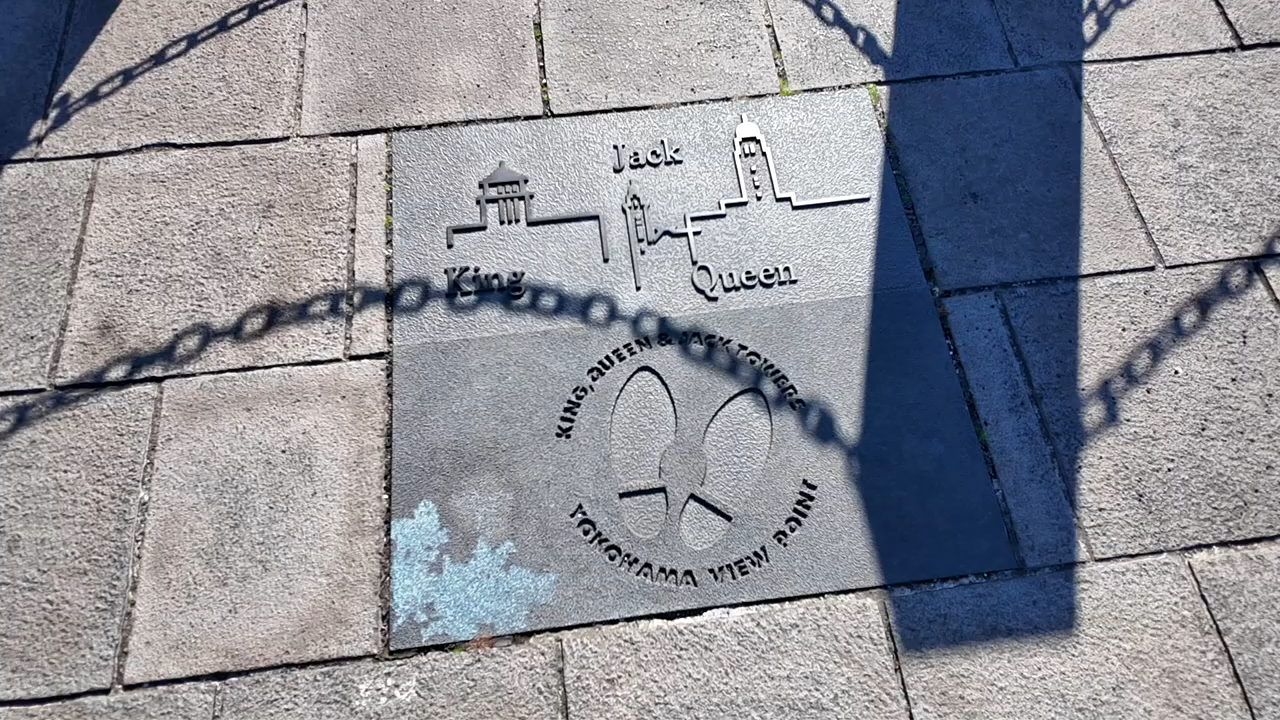 Jack
King
Queen
KING, QUEEN & JACK TOWERS
YOKOHAMA VIEW POINT